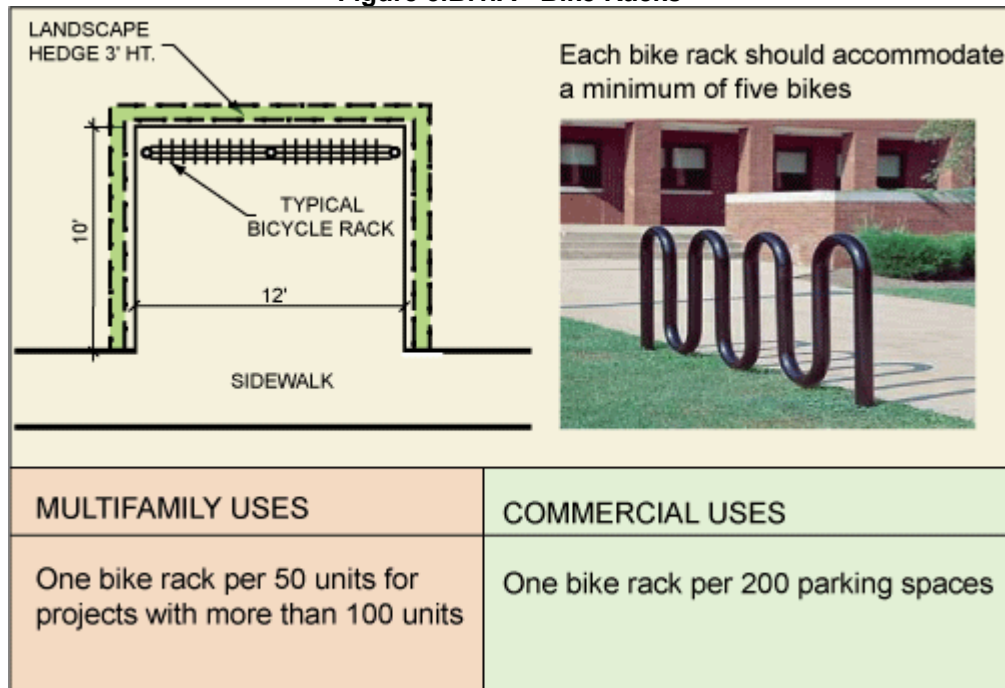 LANDSCAPE
HEDGE 3' HT.
10'
TYPICAL
BICYCLE RACK
12'
SIDEWALK
Each bike rack should accommodate
a minimum of five bikes
MULTIFAMILY USES
One bike rack per 50 units for
projects with more than 100 units
COMMERCIAL USES
One bike rack per 200 parking spaces